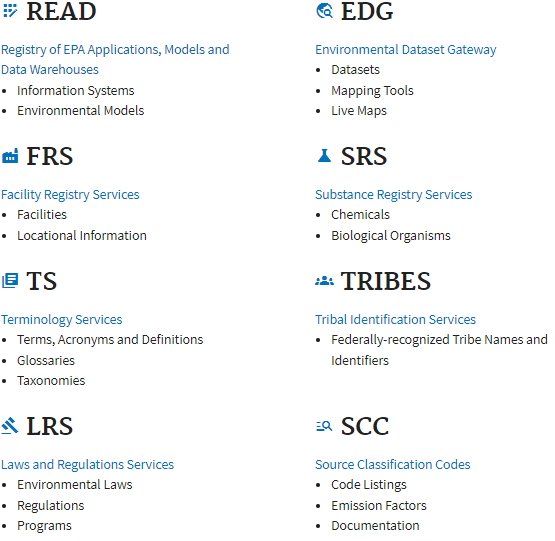 READ
Registry of EPA Applications, Models and
Data Warehouses
• Information Systems
• Environmental Models
EDG
Environmental Dataset Gateway
• Datasets
• Mapping Tools
• Live Maps
FRS
Facility Registry Services
• Facilities
• Locational Information
SRS
Substance Registry Services
• Chemicals
• Biological Organisms
TS
Terminology Services
• Terms, Acronyms and Definitions
• Glossaries
• Taxonomies
TRIBES
Tribal Identification Services
• Federally-recognized Tribe Names and
Identifiers
LRS
Laws and Regulations Services
• Environmental Laws
• Regulations
• Programs
SCC
Source Classification Codes
• Code Listings
• Emission Factors
• Documentation